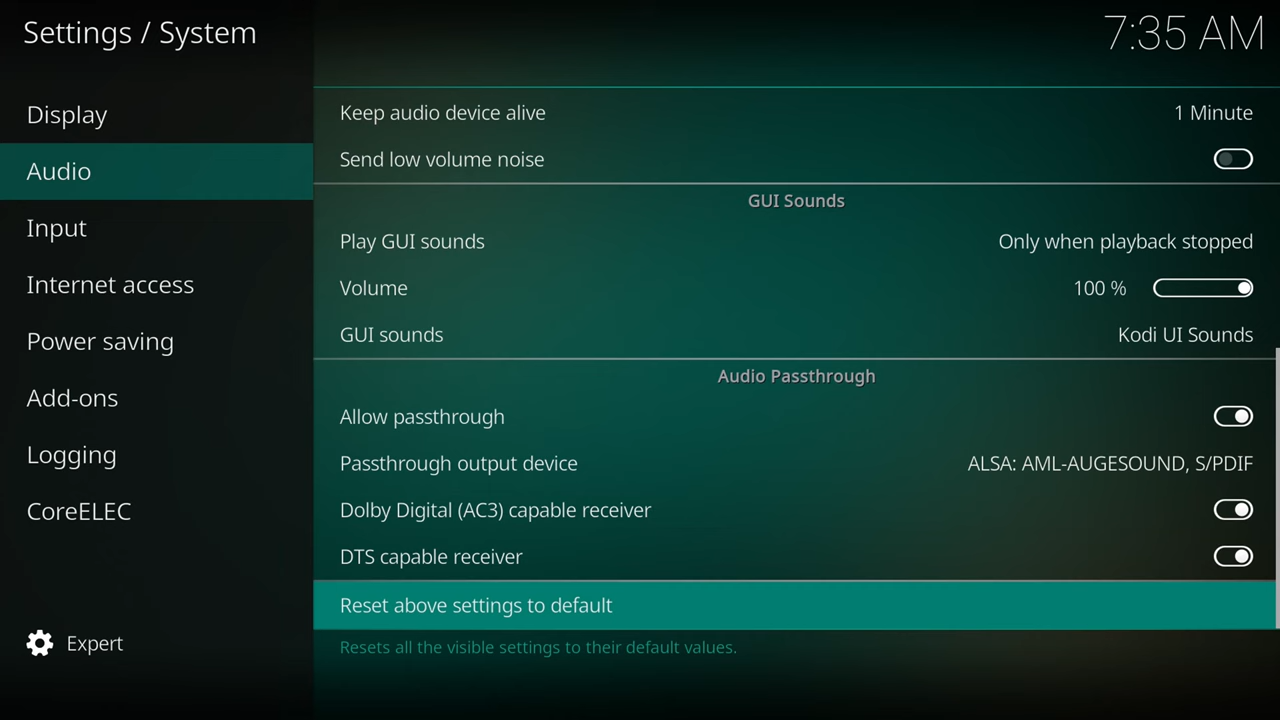 Settings / System
7:35 AM
Display
Audio
Input
Internet access
Power saving
Add-ons
Logging
CoreELEC
Expert
Keep audio device alive 1 Minute
Send low volume noise
GUI Sounds
Play GUI sounds Only when playback stopped
Volume 100 %
GUI sounds Kodi UI Sounds
Audio Passthrough
Allow passthrough
Passthrough output device ALSA: AML-AUGESOUND, S/PDIF
Dolby Digital (AC3) capable receiver
DTS capable receiver
Reset above settings to default
Resets all the visible settings to their default values.